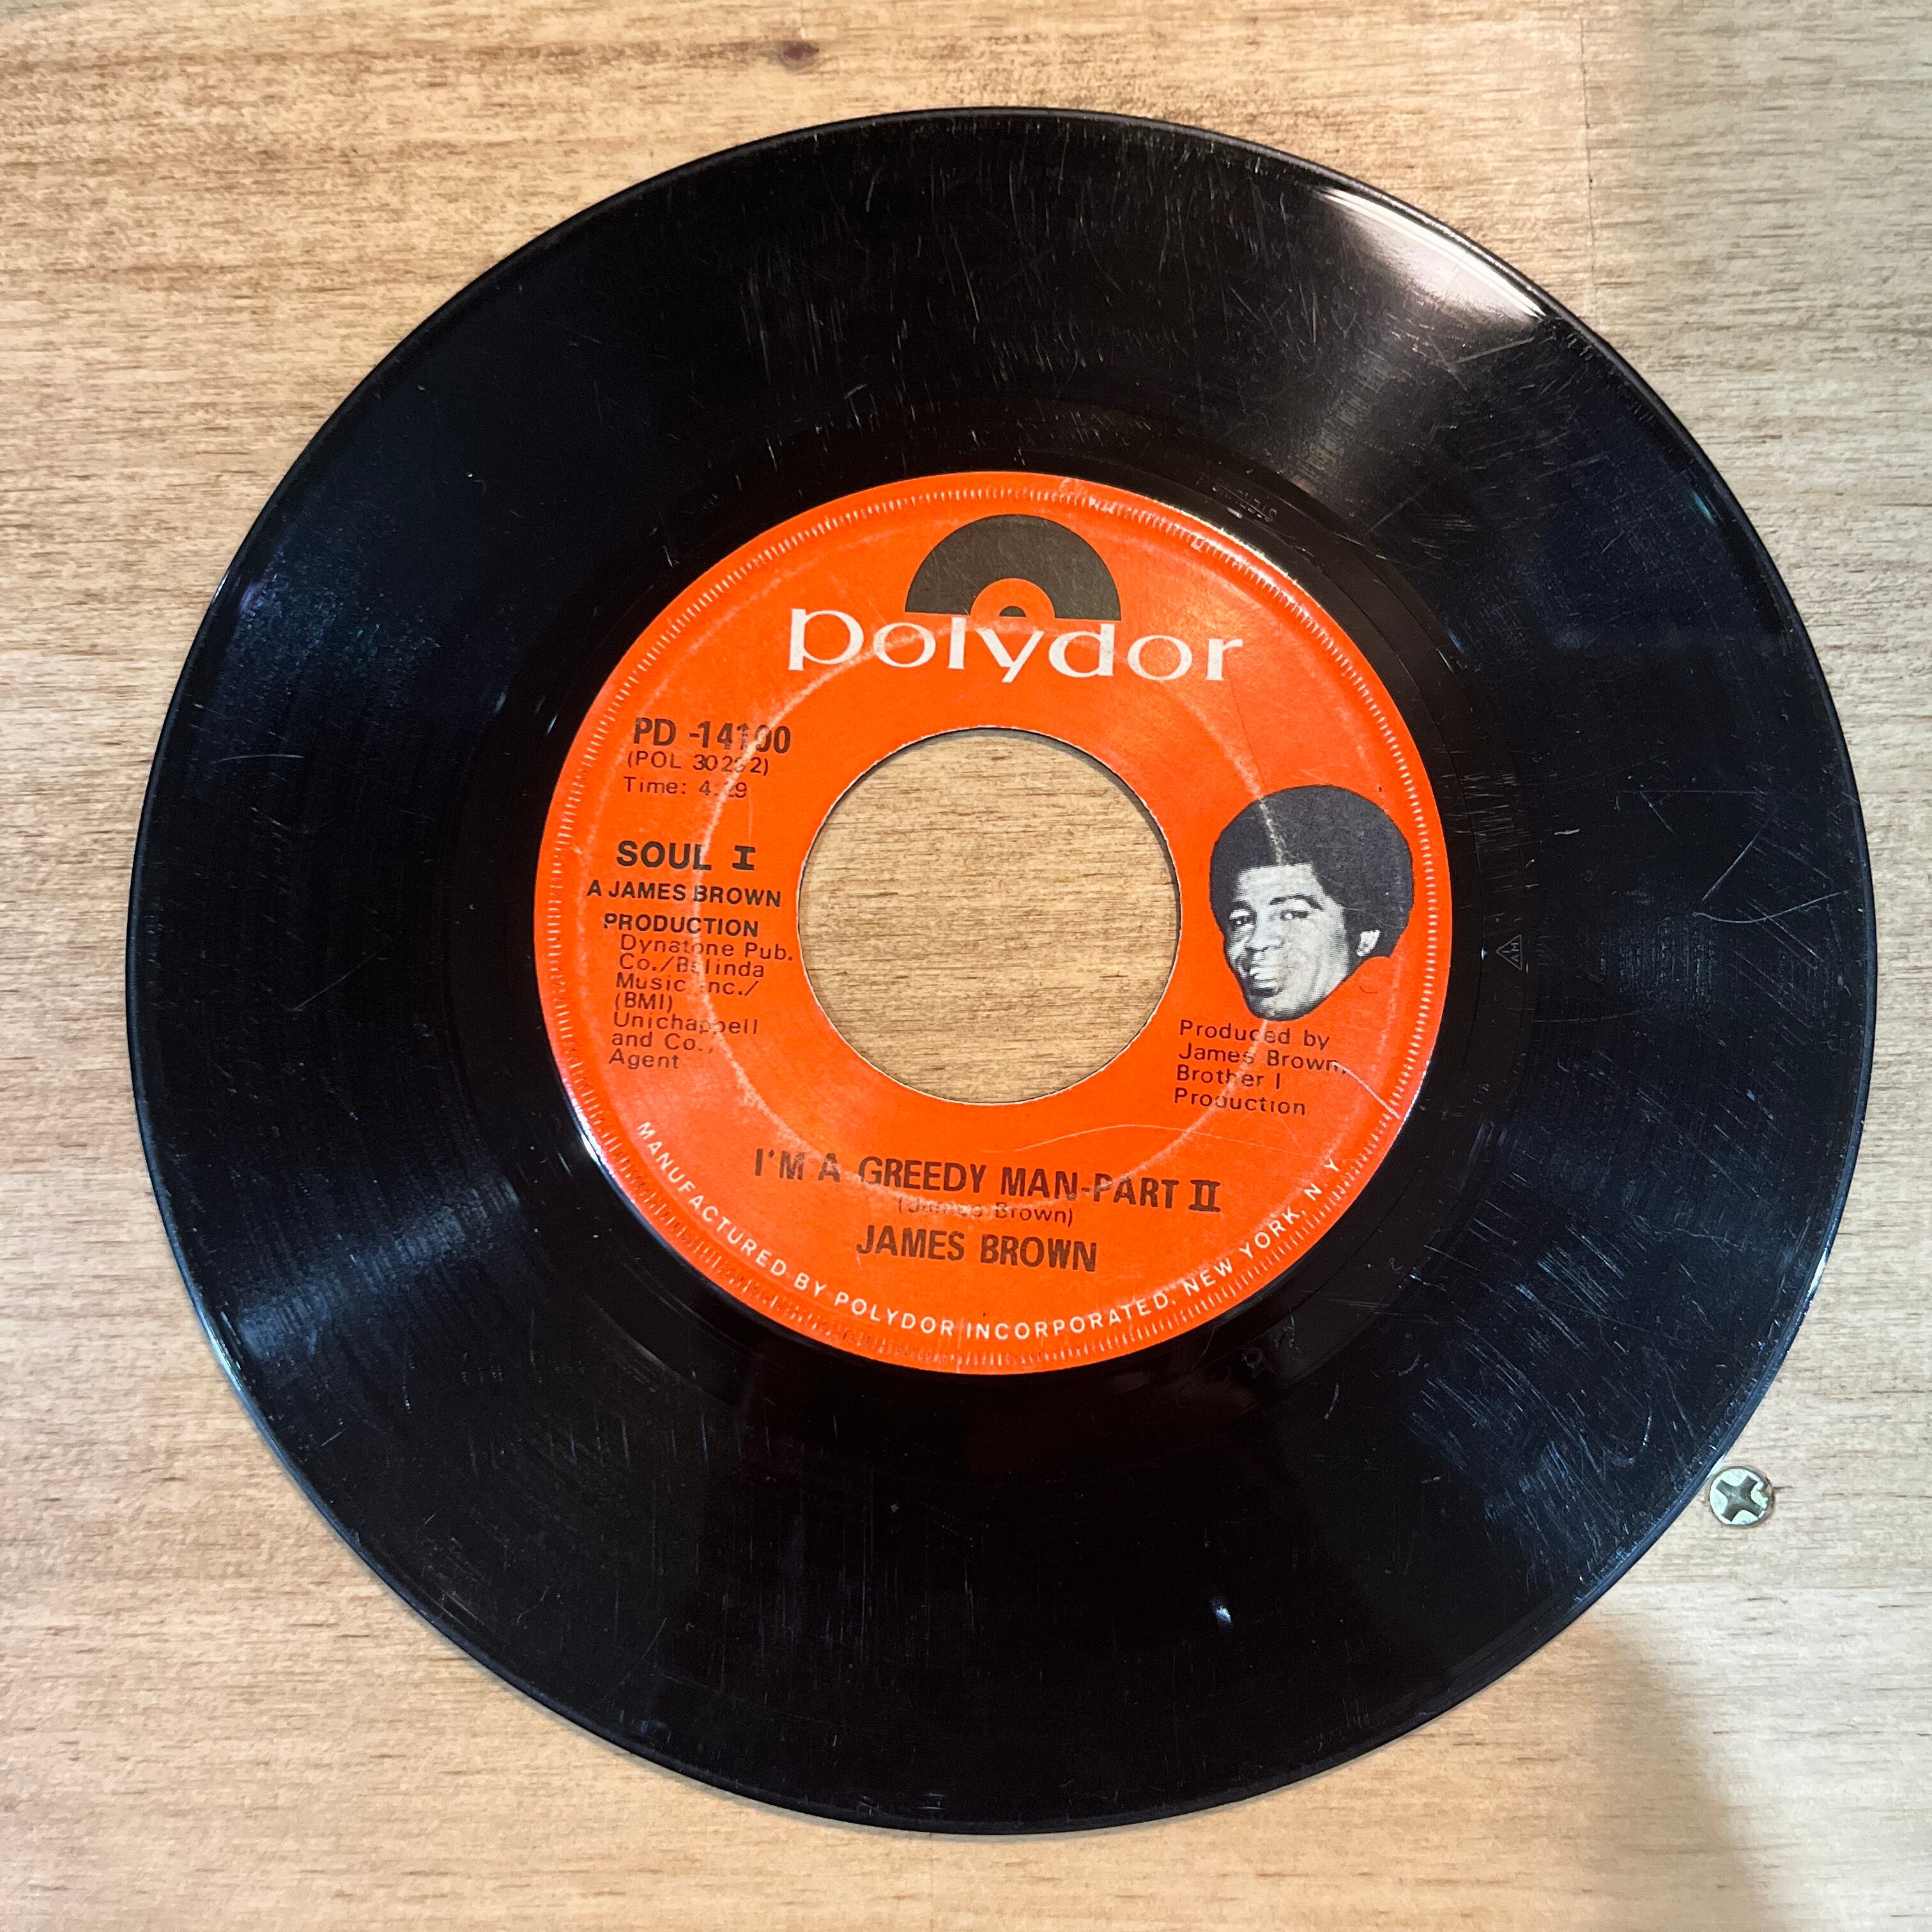 polydor
PD -14100
(POL 30292)
Time: 4:19
SOUL I
A JAMES BROWN
PRODUCTION
Dynatone Pub.
Co./Belinda
Music Inc./
(BMI)
Unichappell
and Co.,
Agent
Produced by
James Brown,
Brother I
Production
I'M A GREEDY MAN-PART II
(James Brown)
JAMES BROWN
MANUFACTURED BY POLYDOR INCORPORATED, NEW YORK, N. Y.